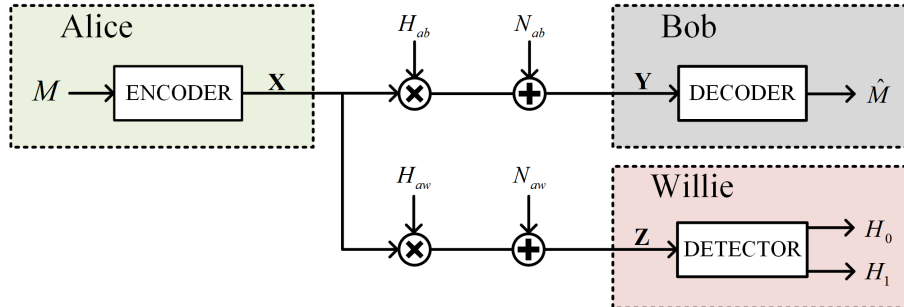 Alice
M
ENCODER
X
H_ab
N_ab
Bob
Y
DECODER
M̂
H_aw
N_aw
Willie
Z
DETECTOR
H_0
H_1